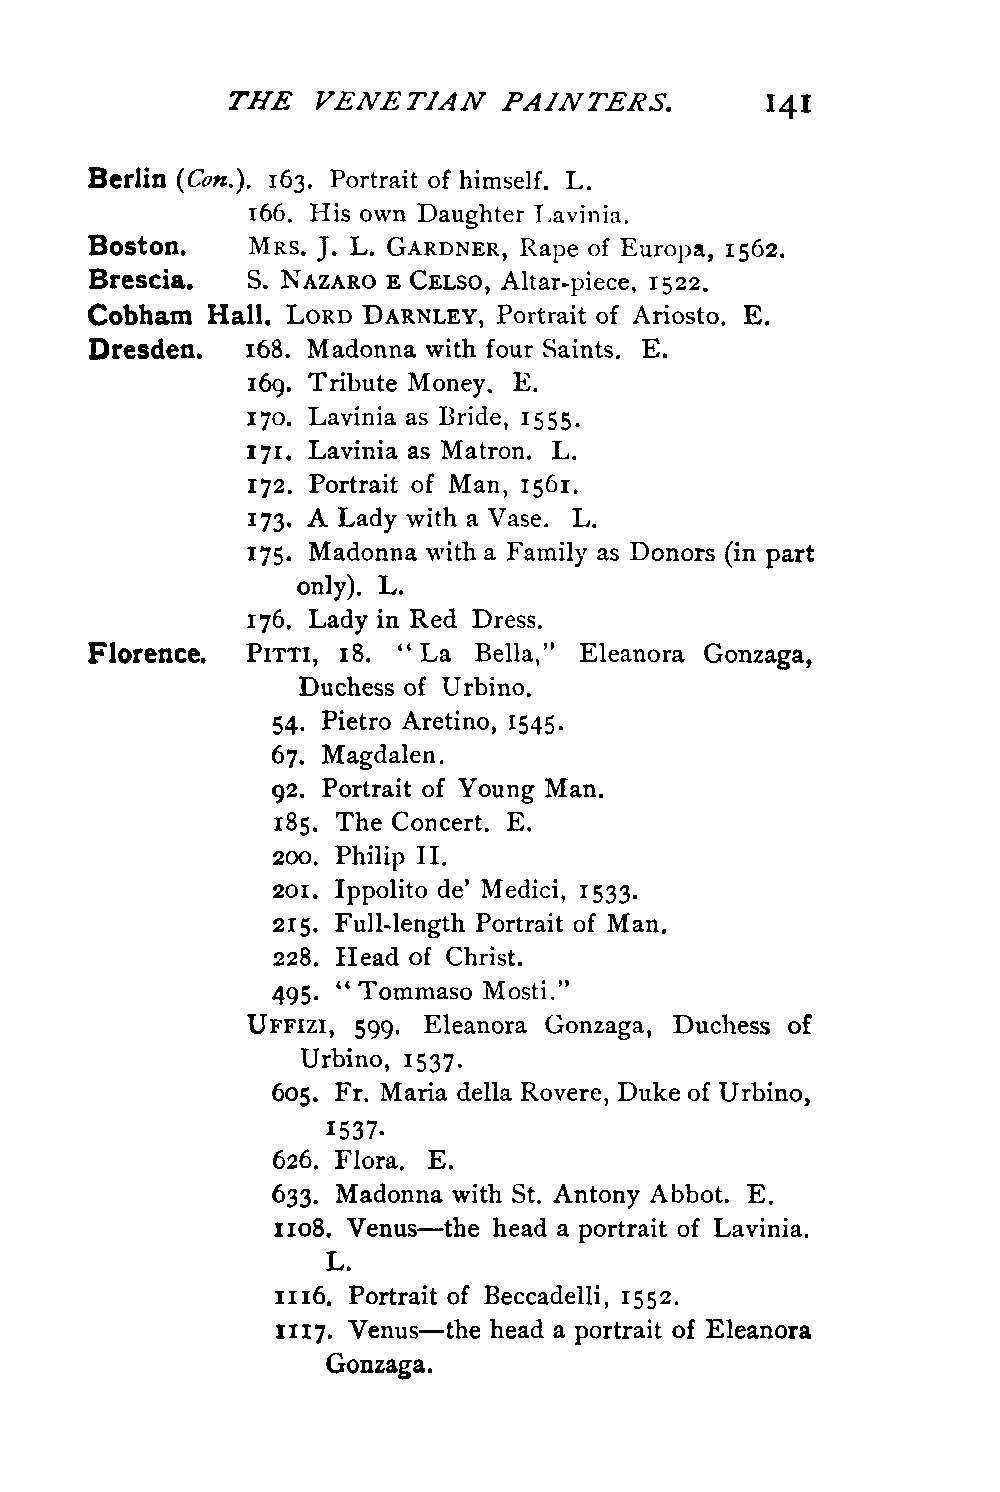 THE VENETIAN PAINTERS. 141
Berlin (Con.). 163. Portrait of himself. L.
166. His own Daughter Lavinia.
Boston. MRS. J. L. GARDNER, Rape of Europa, 1562.
Brescia. S. NAZARO E CELSO, Altar-piece, 1522.
Cobham Hall. LORD DARNLEY, Portrait of Ariosto. E.
Dresden. 168. Madonna with four Saints. E.
169. Tribute Money. E.
170. Lavinia as Bride, 1555.
171. Lavinia as Matron. L.
172. Portrait of Man, 1561.
173. A Lady with a Vase. L.
175. Madonna with a Family as Donors (in part
only). L.
176. Lady in Red Dress.
Florence. PITTI, 18. “La Bella,” Eleanora Gonzaga,
Duchess of Urbino.
54. Pietro Aretino, 1545.
67. Magdalen.
92. Portrait of Young Man.
185. The Concert. E.
200. Philip II.
201. Ippolito de’ Medici, 1533.
215. Full-length Portrait of Man.
228. Head of Christ.
495. “Tommaso Mosti.”
UFFIZI, 599. Eleanora Gonzaga, Duchess of
Urbino, 1537.
605. Fr. Maria della Rovere, Duke of Urbino,
1537.
626. Flora. E.
633. Madonna with St. Antony Abbot. E.
1108. Venus—the head a portrait of Lavinia.
L.
1116. Portrait of Beccadelli, 1552.
1117. Venus—the head a portrait of Eleanora
Gonzaga.